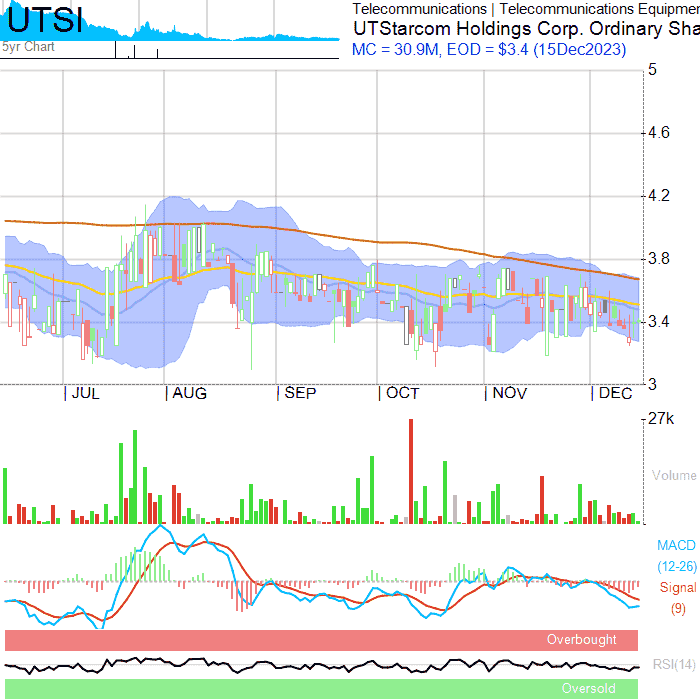 UTSI
5yr Chart
Telecommunications | Telecommunications Equipmen
UTStarcom Holdings Corp. Ordinary Sha
MC = 30.9M, EOD = $3.4 (15Dec2023)
5
4.6
4.2
3.8
3.4
3
JUL AUG SEP OCT NOV DEC
27k
Volume
MACD
(12-26)
Signal
(9)
Overbought
RSI(14)
Oversold